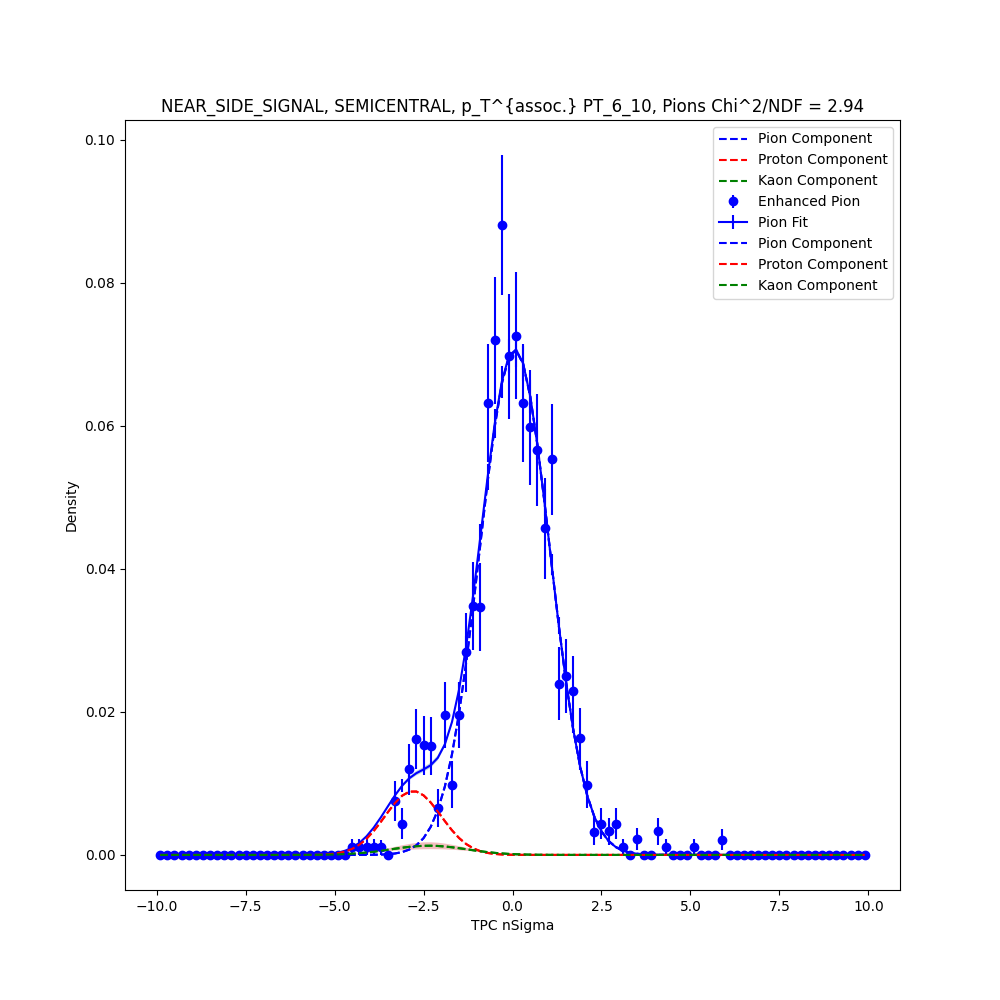 NEAR_SIDE_SIGNAL, SEMICENTRAL, p_T^{assoc.} PT_6_10, Pions Chi^2/NDF = 2.94
Pion Component
Proton Component
Kaon Component
Enhanced Pion
Pion Fit
Pion Component
Proton Component
Kaon Component
0.10
0.08
0.06
0.04
0.02
0.00
Density
−10.0 −7.5 −5.0 −2.5 0.0 2.5 5.0 7.5 10.0
TPC nSigma